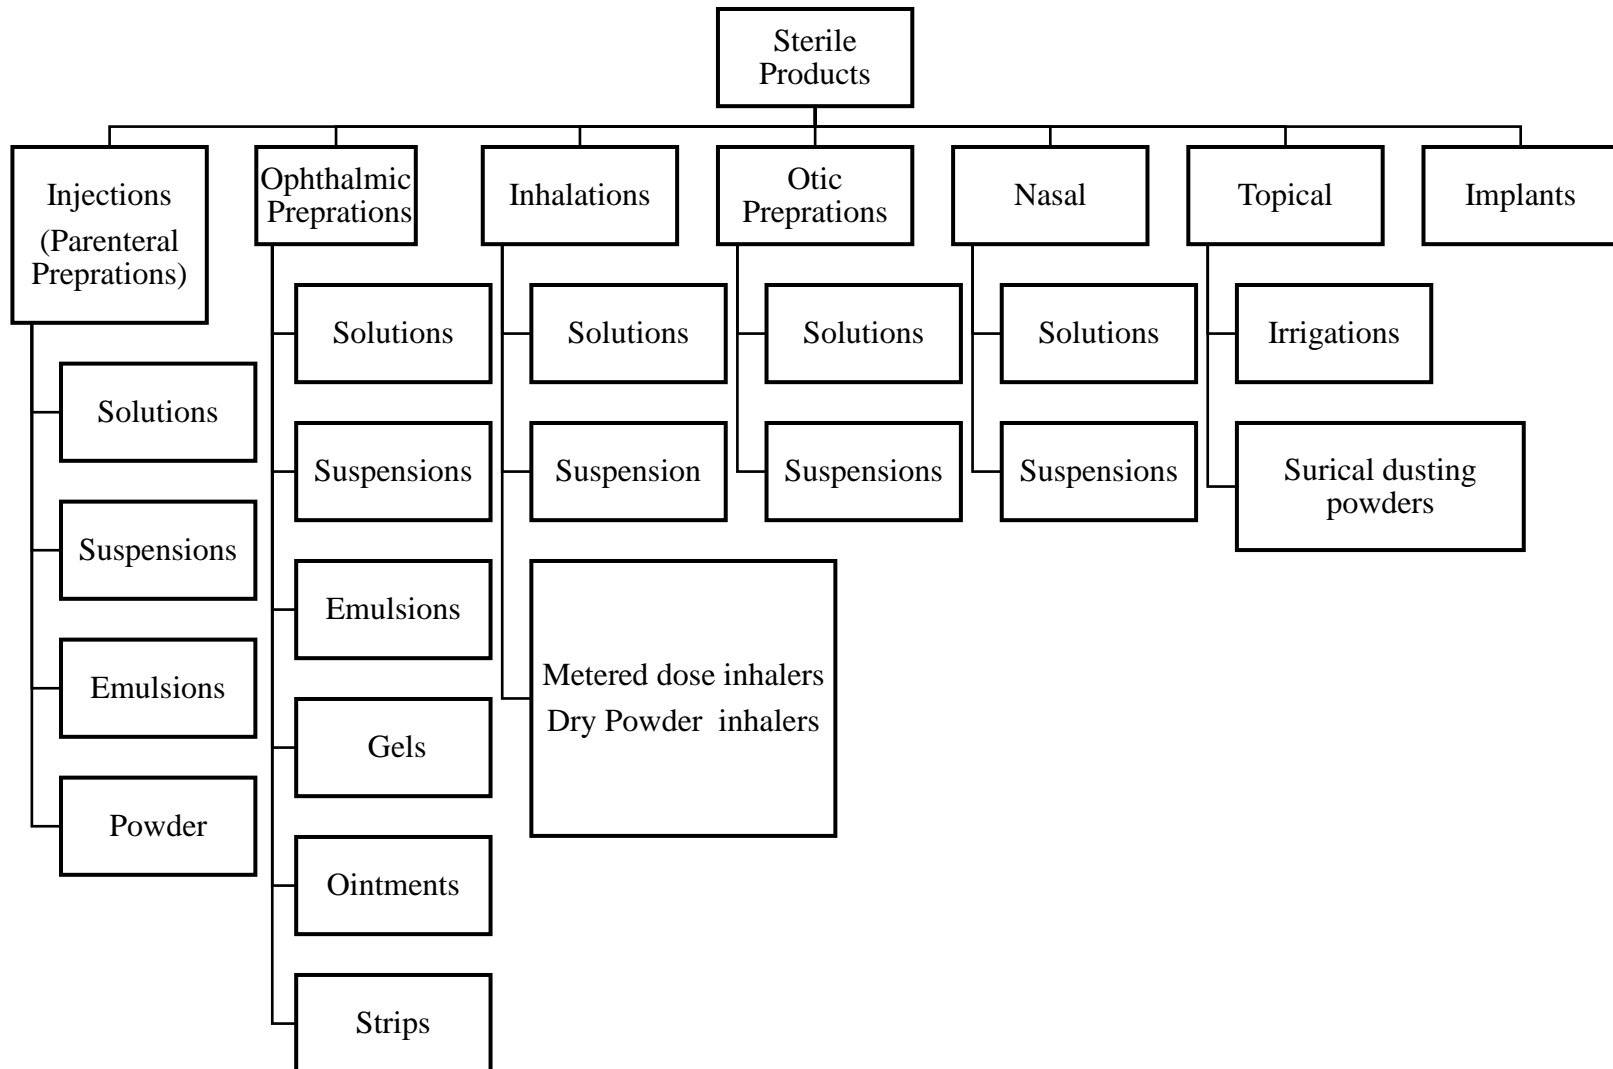 Sterile
Products
Injections
(Parenteral
Preprations)
Solutions
Suspensions
Emulsions
Powder
Ophthalmic
Preprations
Solutions
Suspensions
Emulsions
Gels
Ointments
Strips
Inhalations
Solutions
Suspension
Metered dose inhalers
Dry Powder inhalers
Otic
Preprations
Solutions
Suspensions
Nasal
Solutions
Suspensions
Topical
Irrigations
Surical dusting
powders
Implants